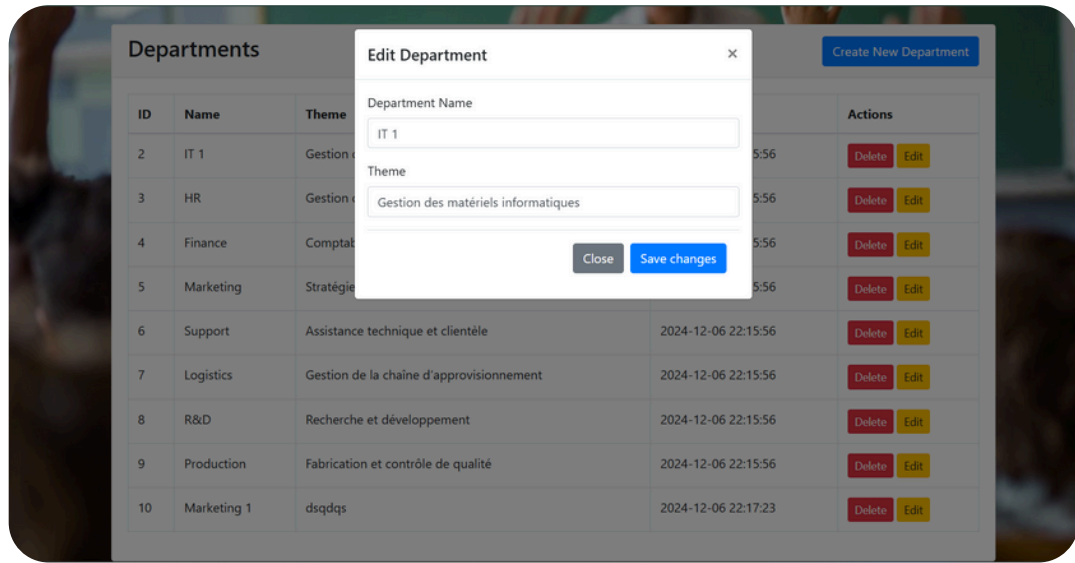 Departments
Edit Department
×
Create New Department
Department Name
IT 1
Theme
Gestion des matériels informatiques
Close
Save changes
ID Name Theme Actions
2 IT 1 Gestion 5:56 Delete Edit
3 HR Gestion 5:56 Delete Edit
4 Finance Comptab 5:56 Delete Edit
5 Marketing Stratégie 5:56 Delete Edit
6 Support Assistance technique et clientèle 2024-12-06 22:15:56 Delete Edit
7 Logistics Gestion de la chaîne d'approvisionnement 2024-12-06 22:15:56 Delete Edit
8 R&D Recherche et développement 2024-12-06 22:15:56 Delete Edit
9 Production Fabrication et contrôle de qualité 2024-12-06 22:15:56 Delete Edit
10 Marketing 1 dsqdqs 2024-12-06 22:17:23 Delete Edit